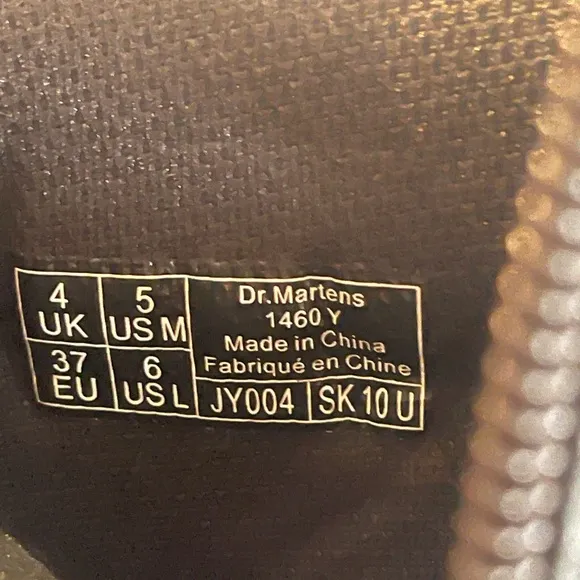 4 UK
5 US M
37 EU
6 US L
Dr.Martens
1460 Y
Made in China
Fabriqué en Chine
JY004
SK 10 U